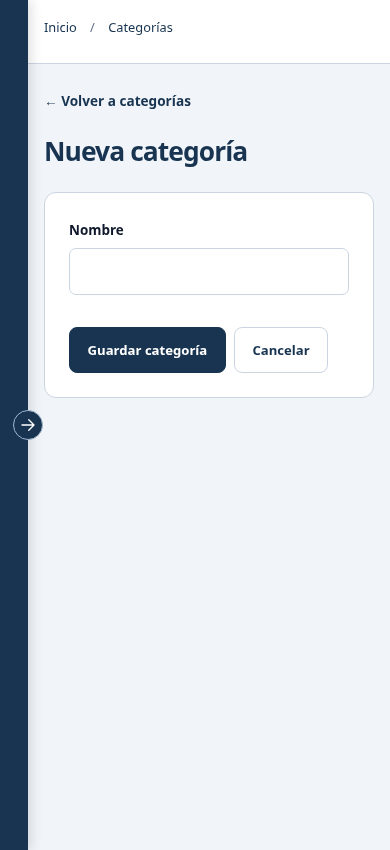 Inicio / Categorías
← Volver a categorías
Nueva categoría
Nombre
Guardar categoría Cancelar